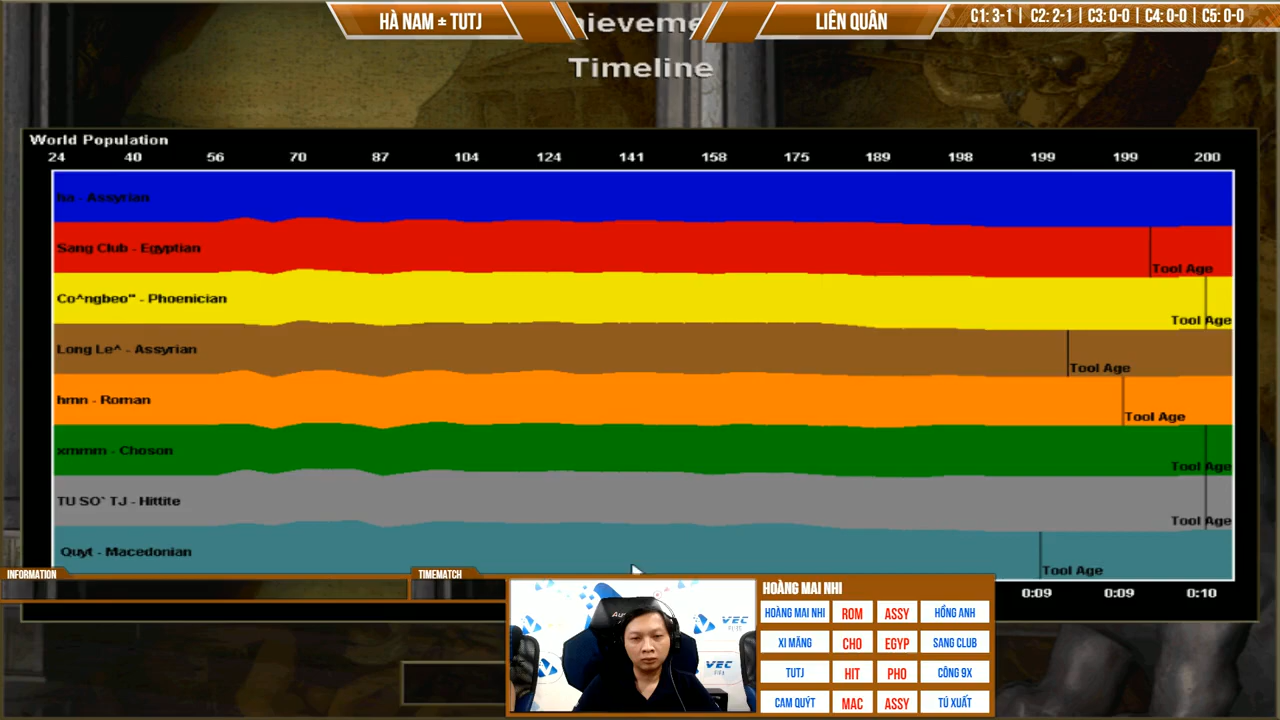 HÀ NAM + TUTJ
LIÊN QUÂN
C1: 3-1 | C2: 2-1 | C3: 0-0 | C4: 0-0 | C5: 0-0
Timeline
World Population
24 40 56 70 87 104 124 141 158 175 189 198 199 199 200
ha - Assyrian
Sang Club - Egyptian
Tool Age
Co^ngbeo" - Phoenician
Tool Age
Long Le^ - Assyrian
Tool Age
hmn - Roman
Tool Age
xmmm - Choson
Tool Age
TU SO` TJ - Hittite
Tool Age
Quyt - Macedonian
Tool Age
0:09 0:09 0:10
INFORMATION
TIMEMATCH
VEC
VEC
HOÀNG MAI NHI
HOÀNG MAI NHI ROM ASSY HỒNG ANH
XI MĂNG CHO EGYP SANG CLUB
TUTJ HIT PHO CÔNG 9X
CAM QUÝT MAC ASSY TÚ XUẤT